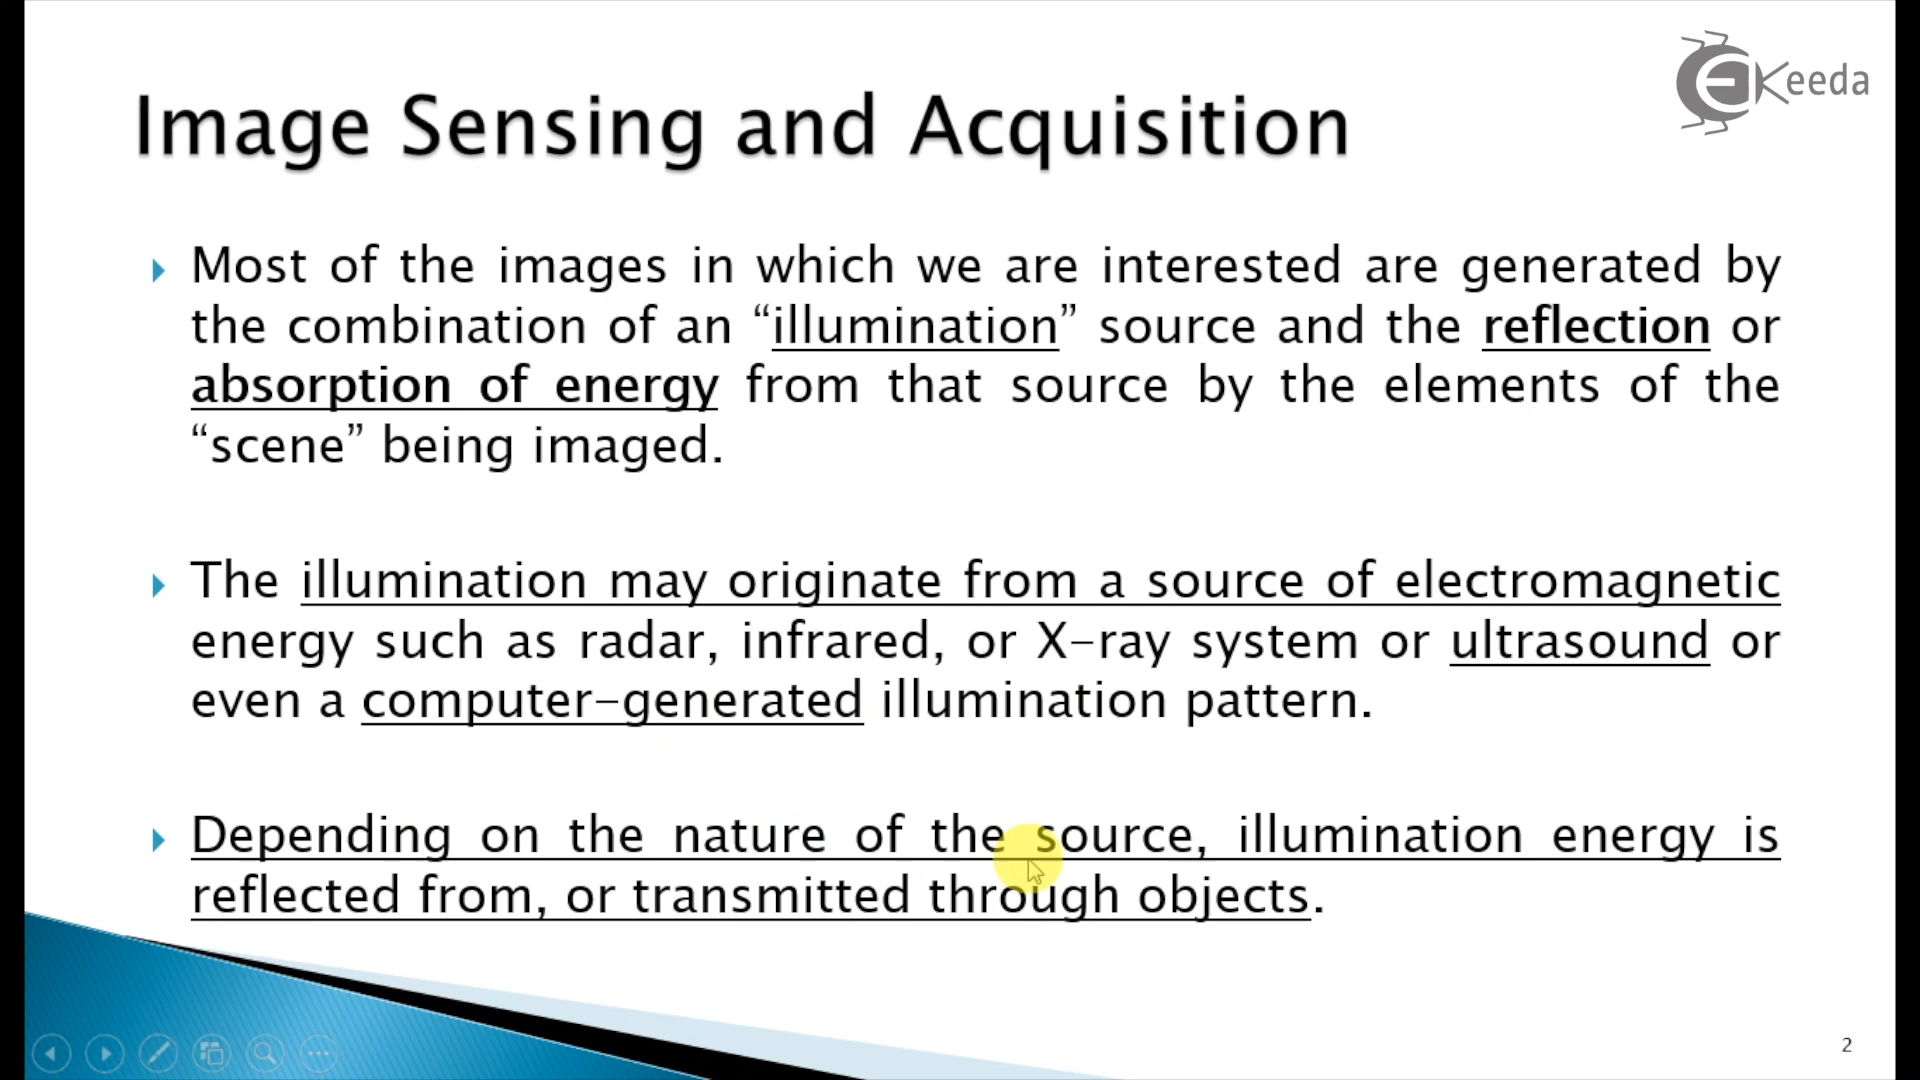 Keeda
Image Sensing and Acquisition
Most of the images in which we are interested are generated by
the combination of an “illumination” source and the reflection or
absorption of energy from that source by the elements of the
“scene” being imaged.
The illumination may originate from a source of electromagnetic
energy such as radar, infrared, or X-ray system or ultrasound or
even a computer-generated illumination pattern.
Depending on the nature of the source, illumination energy is
reflected from, or transmitted through objects.
2